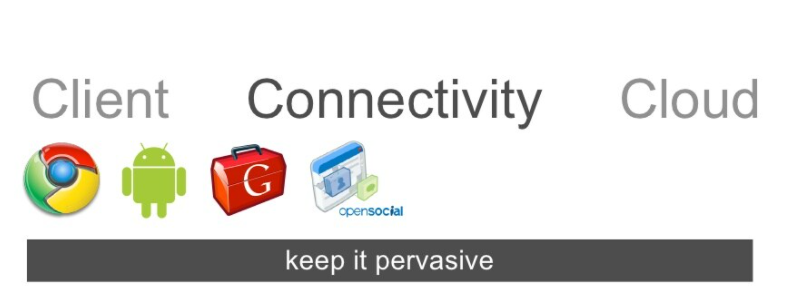 Client Connectivity Cloud
G
opensocial
keep it pervasive